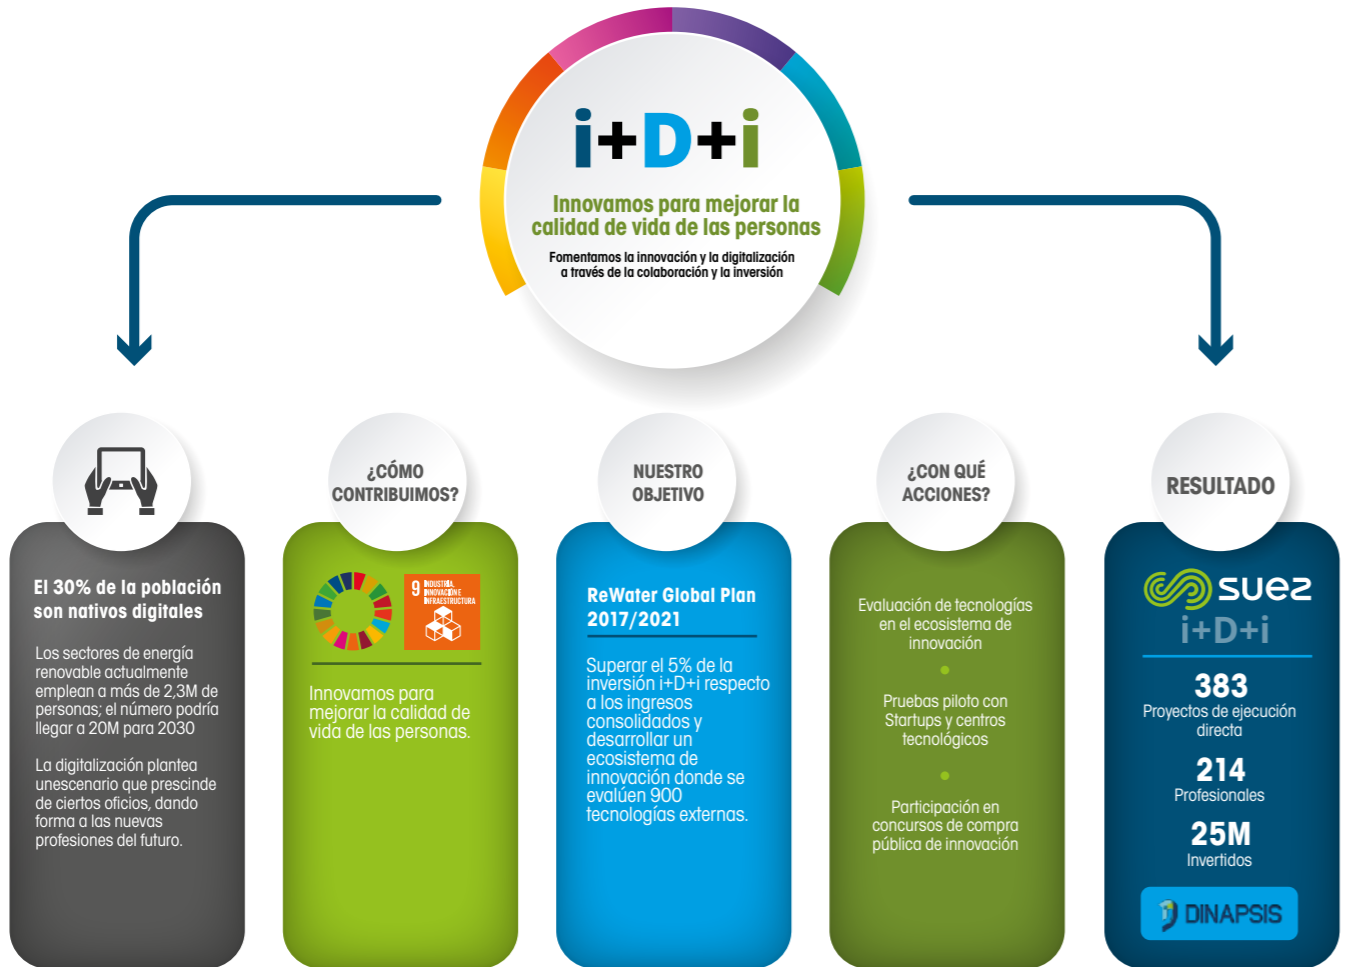 i+D+i
Innovamos para mejorar la
calidad de vida de las personas
Fomentamos la innovación y la digitalización
a través de la colaboración y la inversión
El 30% de la población
son nativos digitales
Los sectores de energía
renovable actualmente
emplean a más de 2,3M de
personas; el número podría
llegar a 20M para 2030
La digitalización plantea
unescenario que prescinde
de ciertos oficios, dando
forma a las nuevas
profesiones del futuro.
¿CÓMO
CONTRIBUIMOS?
9 INDUSTRIA,
INNOVACIÓN E
INFRAESTRUCTURA
Innovamos para
mejorar la calidad de
vida de las personas.
NUESTRO
OBJETIVO
ReWater Global Plan
2017/2021
Superar el 5% de la
inversión i+D+i respecto
a los ingresos
consolidados y
desarrollar un
ecosistema de
innovación donde se
evalúen 900
tecnologías externas.
¿CON QUÉ
ACCIONES?
Evaluación de tecnologías
en el ecosistema de
innovación
Pruebas piloto con
Startups y centros
tecnológicos
Participación en
concursos de compra
pública de innovación
RESULTADO
suez
i+D+i
383
Proyectos de ejecución
directa
214
Profesionales
25M
Invertidos
DINAPSIS